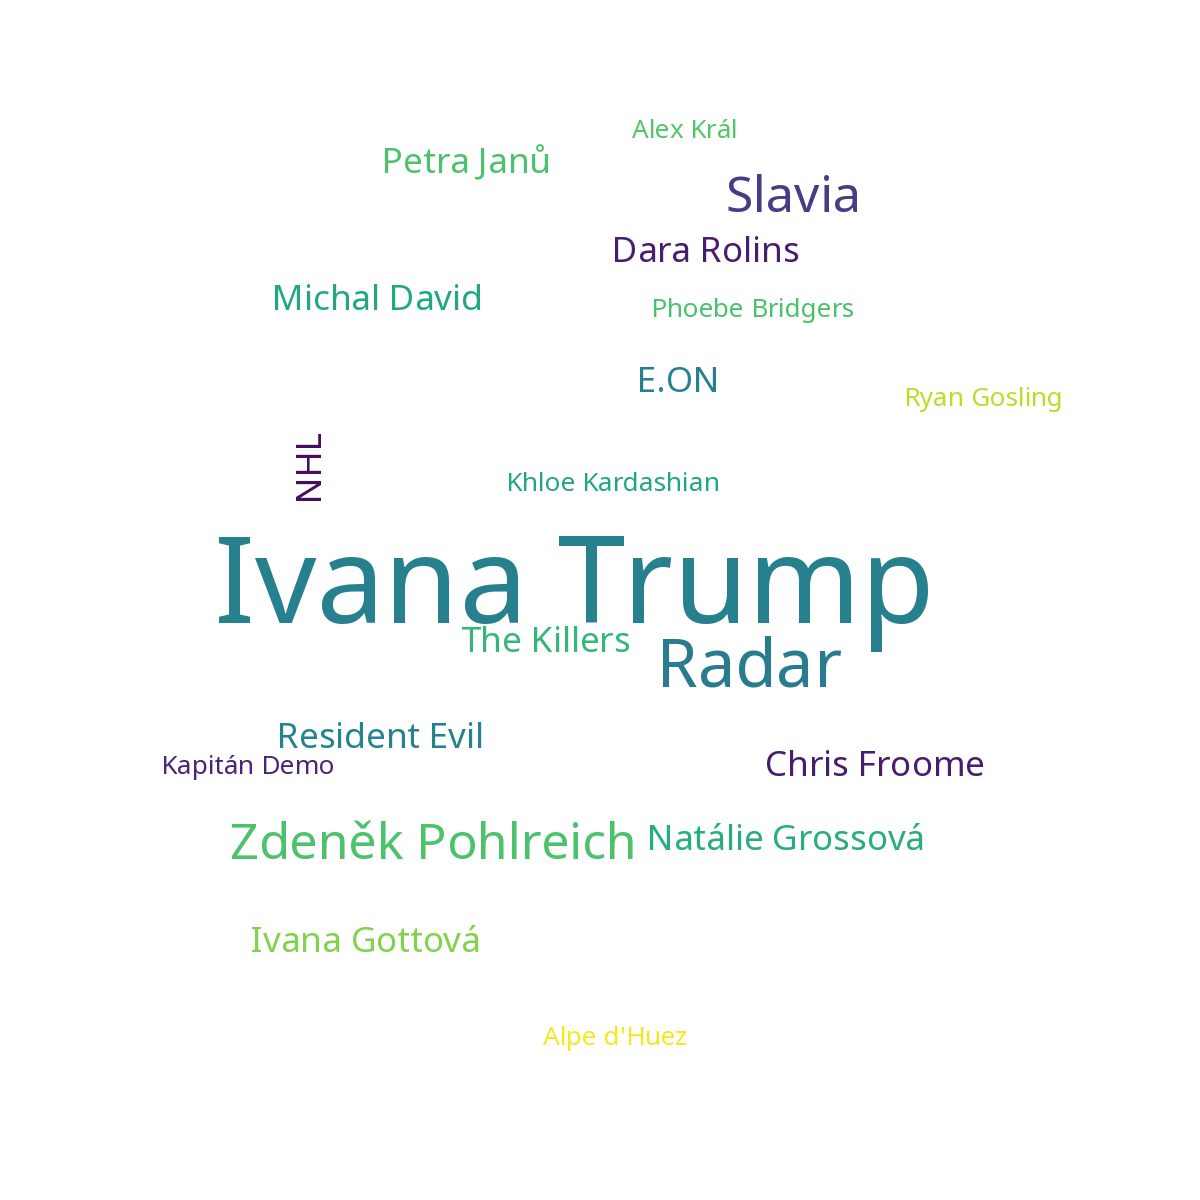 Alex Král
Petra Janů
Slavia
Dara Rolins
Michal David
Phoebe Bridgers
E.ON
Ryan Gosling
NHL
Khloe Kardashian
Ivana Trump
The Killers
Radar
Resident Evil
Kapitán Demo
Chris Froome
Zdeněk Pohlreich
Natálie Grossová
Ivana Gottová
Alpe d'Huez